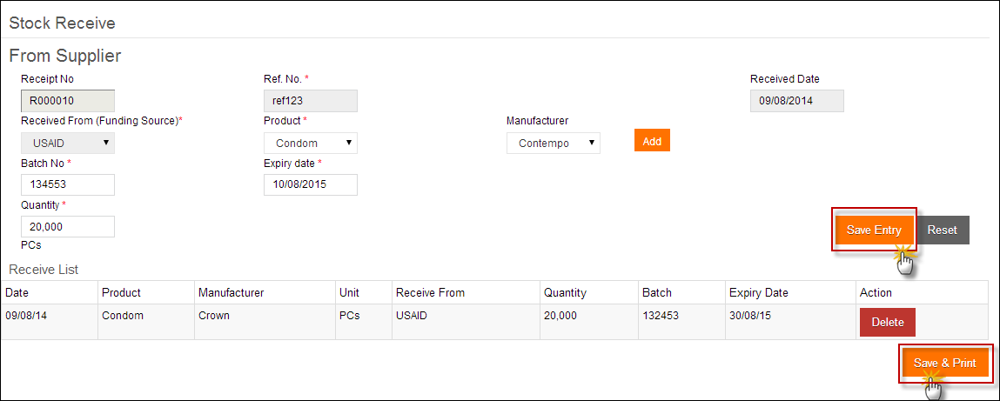 Stock Receive
From Supplier
Receipt No Ref. No. * Received Date
R000010 ref123 09/08/2014
Received From (Funding Source)* Product * Manufacturer
USAID Condom Contempo Add
Batch No * Expiry date *
134553 10/08/2015
Quantity *
20,000 Save Entry Reset
PCs
Receive List
Date Product Manufacturer Unit Receive From Quantity Batch Expiry Date Action
09/08/14 Condom Crown PCs USAID 20,000 132453 30/08/15 Delete
Save & Print